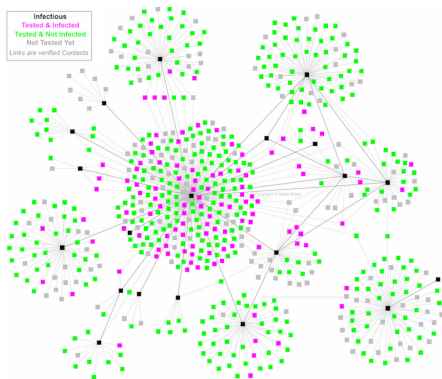 Infectious
Tested & Infected
Tested & Not Infected
Not Tested Yet
Links are verified Contacts